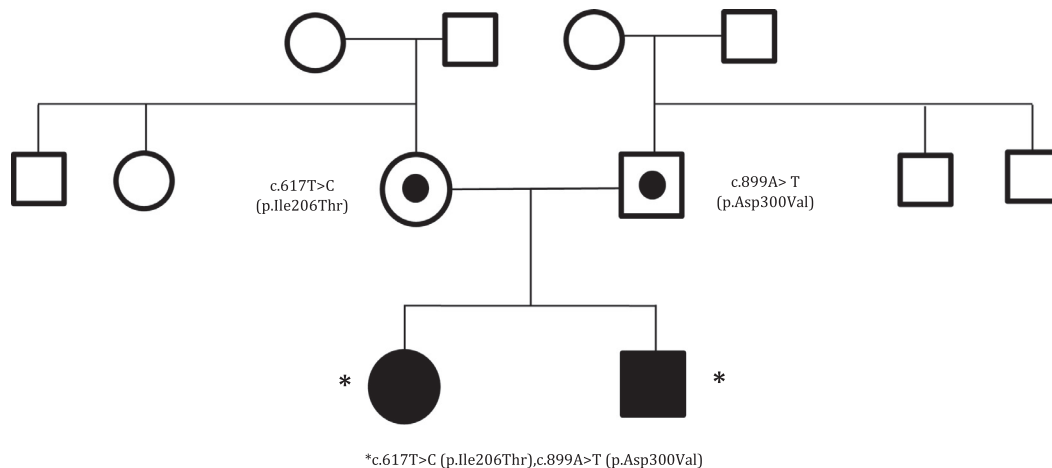 c.617T>C
(p.Ile206Thr)
c.899A> T
(p.Asp300Val)
*
*
*c.617T>C (p.Ile206Thr),c.899A>T (p.Asp300Val)